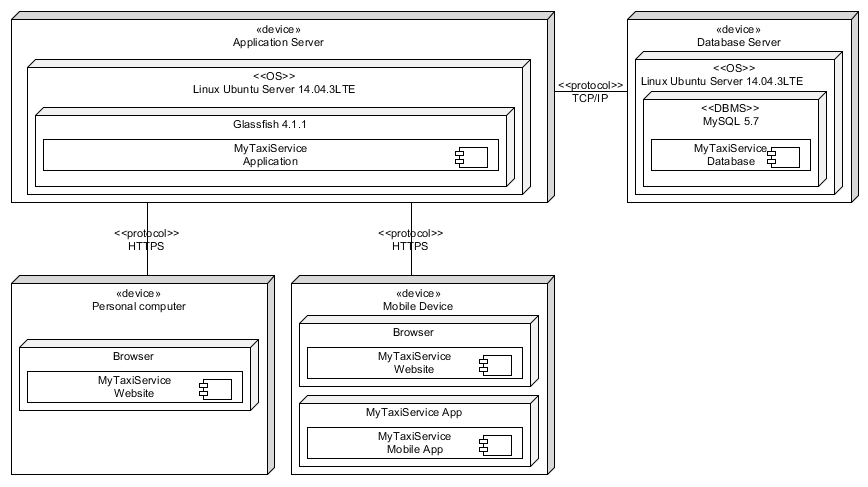 «device»
Application Server
<<OS>>
Linux Ubuntu Server 14.04.3LTE
Glassfish 4.1.1
MyTaxiService
Application
<<protocol>>
TCP/IP
«device»
Database Server
<<OS>>
Linux Ubuntu Server 14.04.3LTE
<<DBMS>>
MySQL 5.7
MyTaxiService
Database
<<protocol>>
HTTPS
<<protocol>>
HTTPS
«device»
Personal computer
Browser
MyTaxiService
Website
«device»
Mobile Device
Browser
MyTaxiService
Website
MyTaxiService App
MyTaxiService
Mobile App